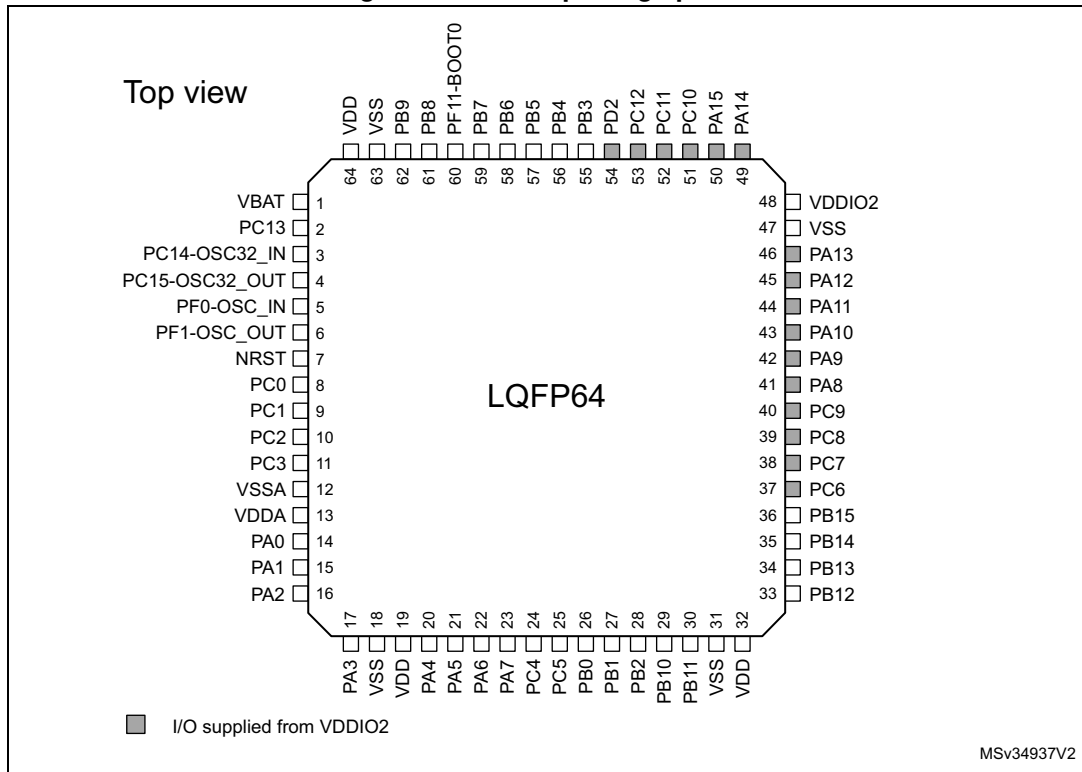 Top view
VDD
VSS
PB9
PB8
PF11-BOOT0
PB7
PB6
PB5
PB4
PB3
PD2
PC12
PC11
PC10
PA15
PA14
64
63
62
61
60
59
58
57
56
55
54
53
52
51
50
49
VBAT 1
PC13 2
PC14-OSC32_IN 3
PC15-OSC32_OUT 4
PF0-OSC_IN 5
PF1-OSC_OUT 6
NRST 7
PC0 8
PC1 9
PC2 10
PC3 11
VSSA 12
VDDA 13
PA0 14
PA1 15
PA2 16
LQFP64
48 VDDIO2
47 VSS
46 PA13
45 PA12
44 PA11
43 PA10
42 PA9
41 PA8
40 PC9
39 PC8
38 PC7
37 PC6
36 PB15
35 PB14
34 PB13
33 PB12
17
18
19
20
21
22
23
24
25
26
27
28
29
30
31
32
PA3
VSS
VDD
PA4
PA5
PA6
PA7
PC4
PC5
PB0
PB1
PB2
PB10
PB11
VSS
VDD
I/O supplied from VDDIO2
MSv34937V2